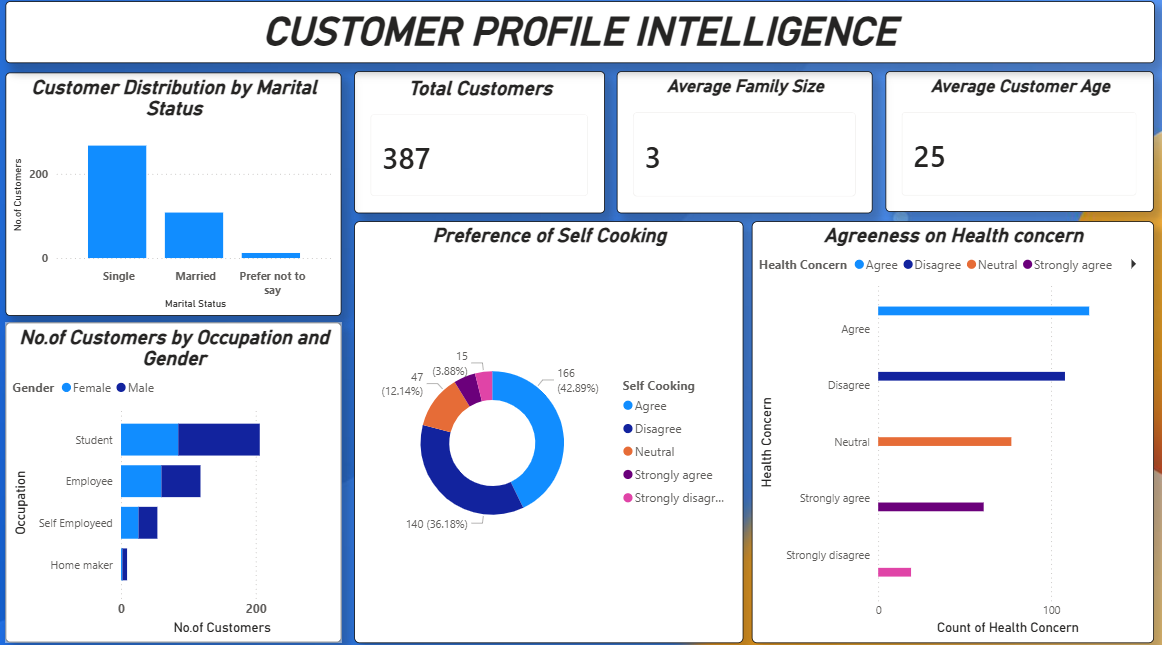 CUSTOMER PROFILE INTELLIGENCE
Customer Distribution by Marital
Status
No.of Customers
200
0
Single
Married
Prefer not to
say
Marital Status
Total Customers
387
Average Family Size
3
Average Customer Age
25
No.of Customers by Occupation and
Gender
Gender Female Male
Occupation
Student
Employee
Self Employeed
Home maker
0
200
No.of Customers
Preference of Self Cooking
15
(3.88%)
47
(12.14%)
166
(42.89%)
140 (36.18%)
Self Cooking
Agree
Disagree
Neutral
Strongly agree
Strongly disagr...
Agreeness on Health concern
Health Concern Agree Disagree Neutral Strongly agree
Health Concern
Agree
Disagree
Neutral
Strongly agree
Strongly disagree
0
100
Count of Health Concern